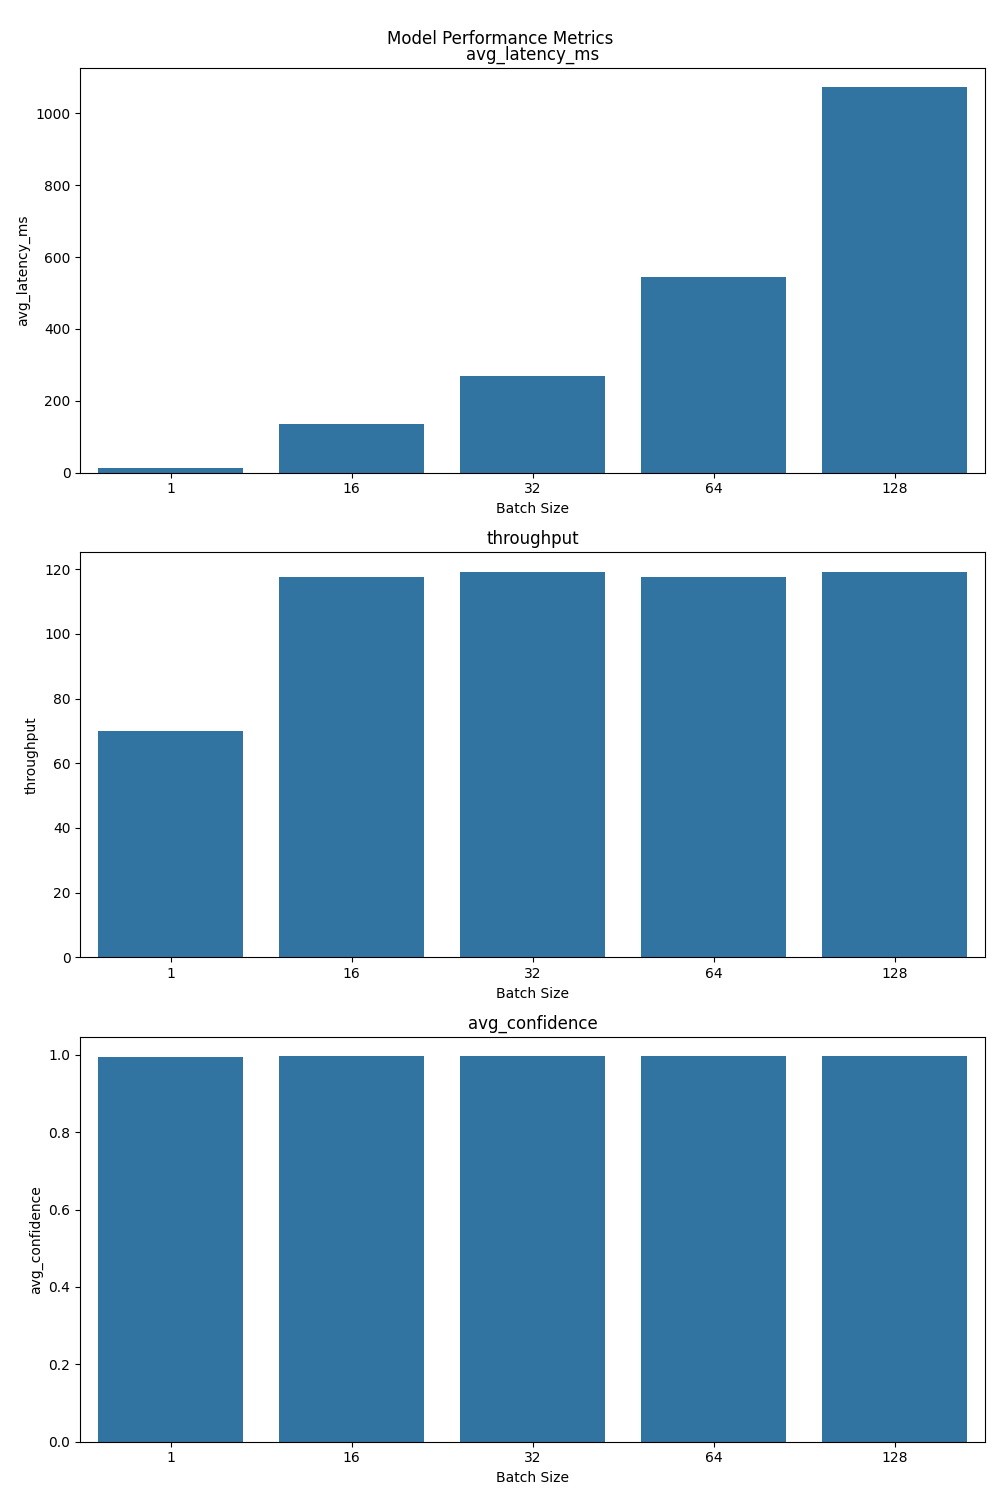 Model Performance Metrics
avg_latency_ms
1000
800
600
400
200
0
avg_latency_ms
1 16 32 64 128
Batch Size
throughput
120
100
80
60
40
20
0
throughput
1 16 32 64 128
Batch Size
avg_confidence
1.0
0.8
0.6
0.4
0.2
0.0
avg_confidence
1 16 32 64 128
Batch Size